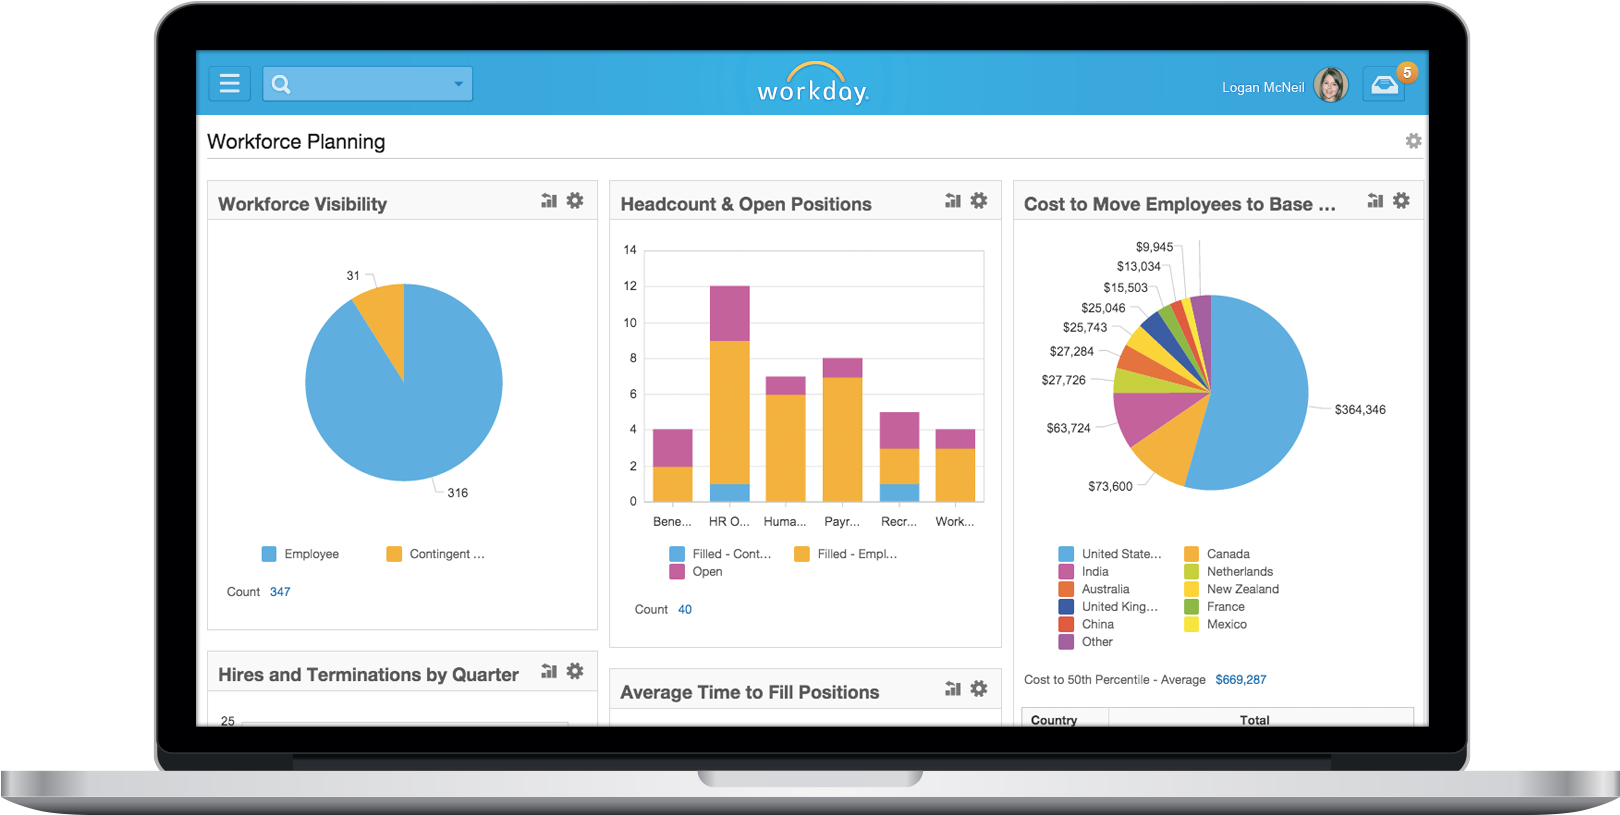 workday.
Logan McNeil
5
Workforce Planning
Workforce Visibility
31
316
Employee
Contingent ...
Count 347
Headcount & Open Positions
14
12
10
8
6
4
2
0
Bene... HR O... Huma... Payr... Recr... Work...
Filled - Cont... Filled - Empl...
Open
Count 40
Cost to Move Employees to Base ...
$9,945
$13,034
$15,503
$25,046
$25,743
$27,284
$27,726
$63,724
$73,600
$364,346
United State... Canada
India Netherlands
Australia New Zealand
United King... France
China Mexico
Other
Cost to 50th Percentile - Average $669,287
Country Total
Hires and Terminations by Quarter
25
Average Time to Fill Positions